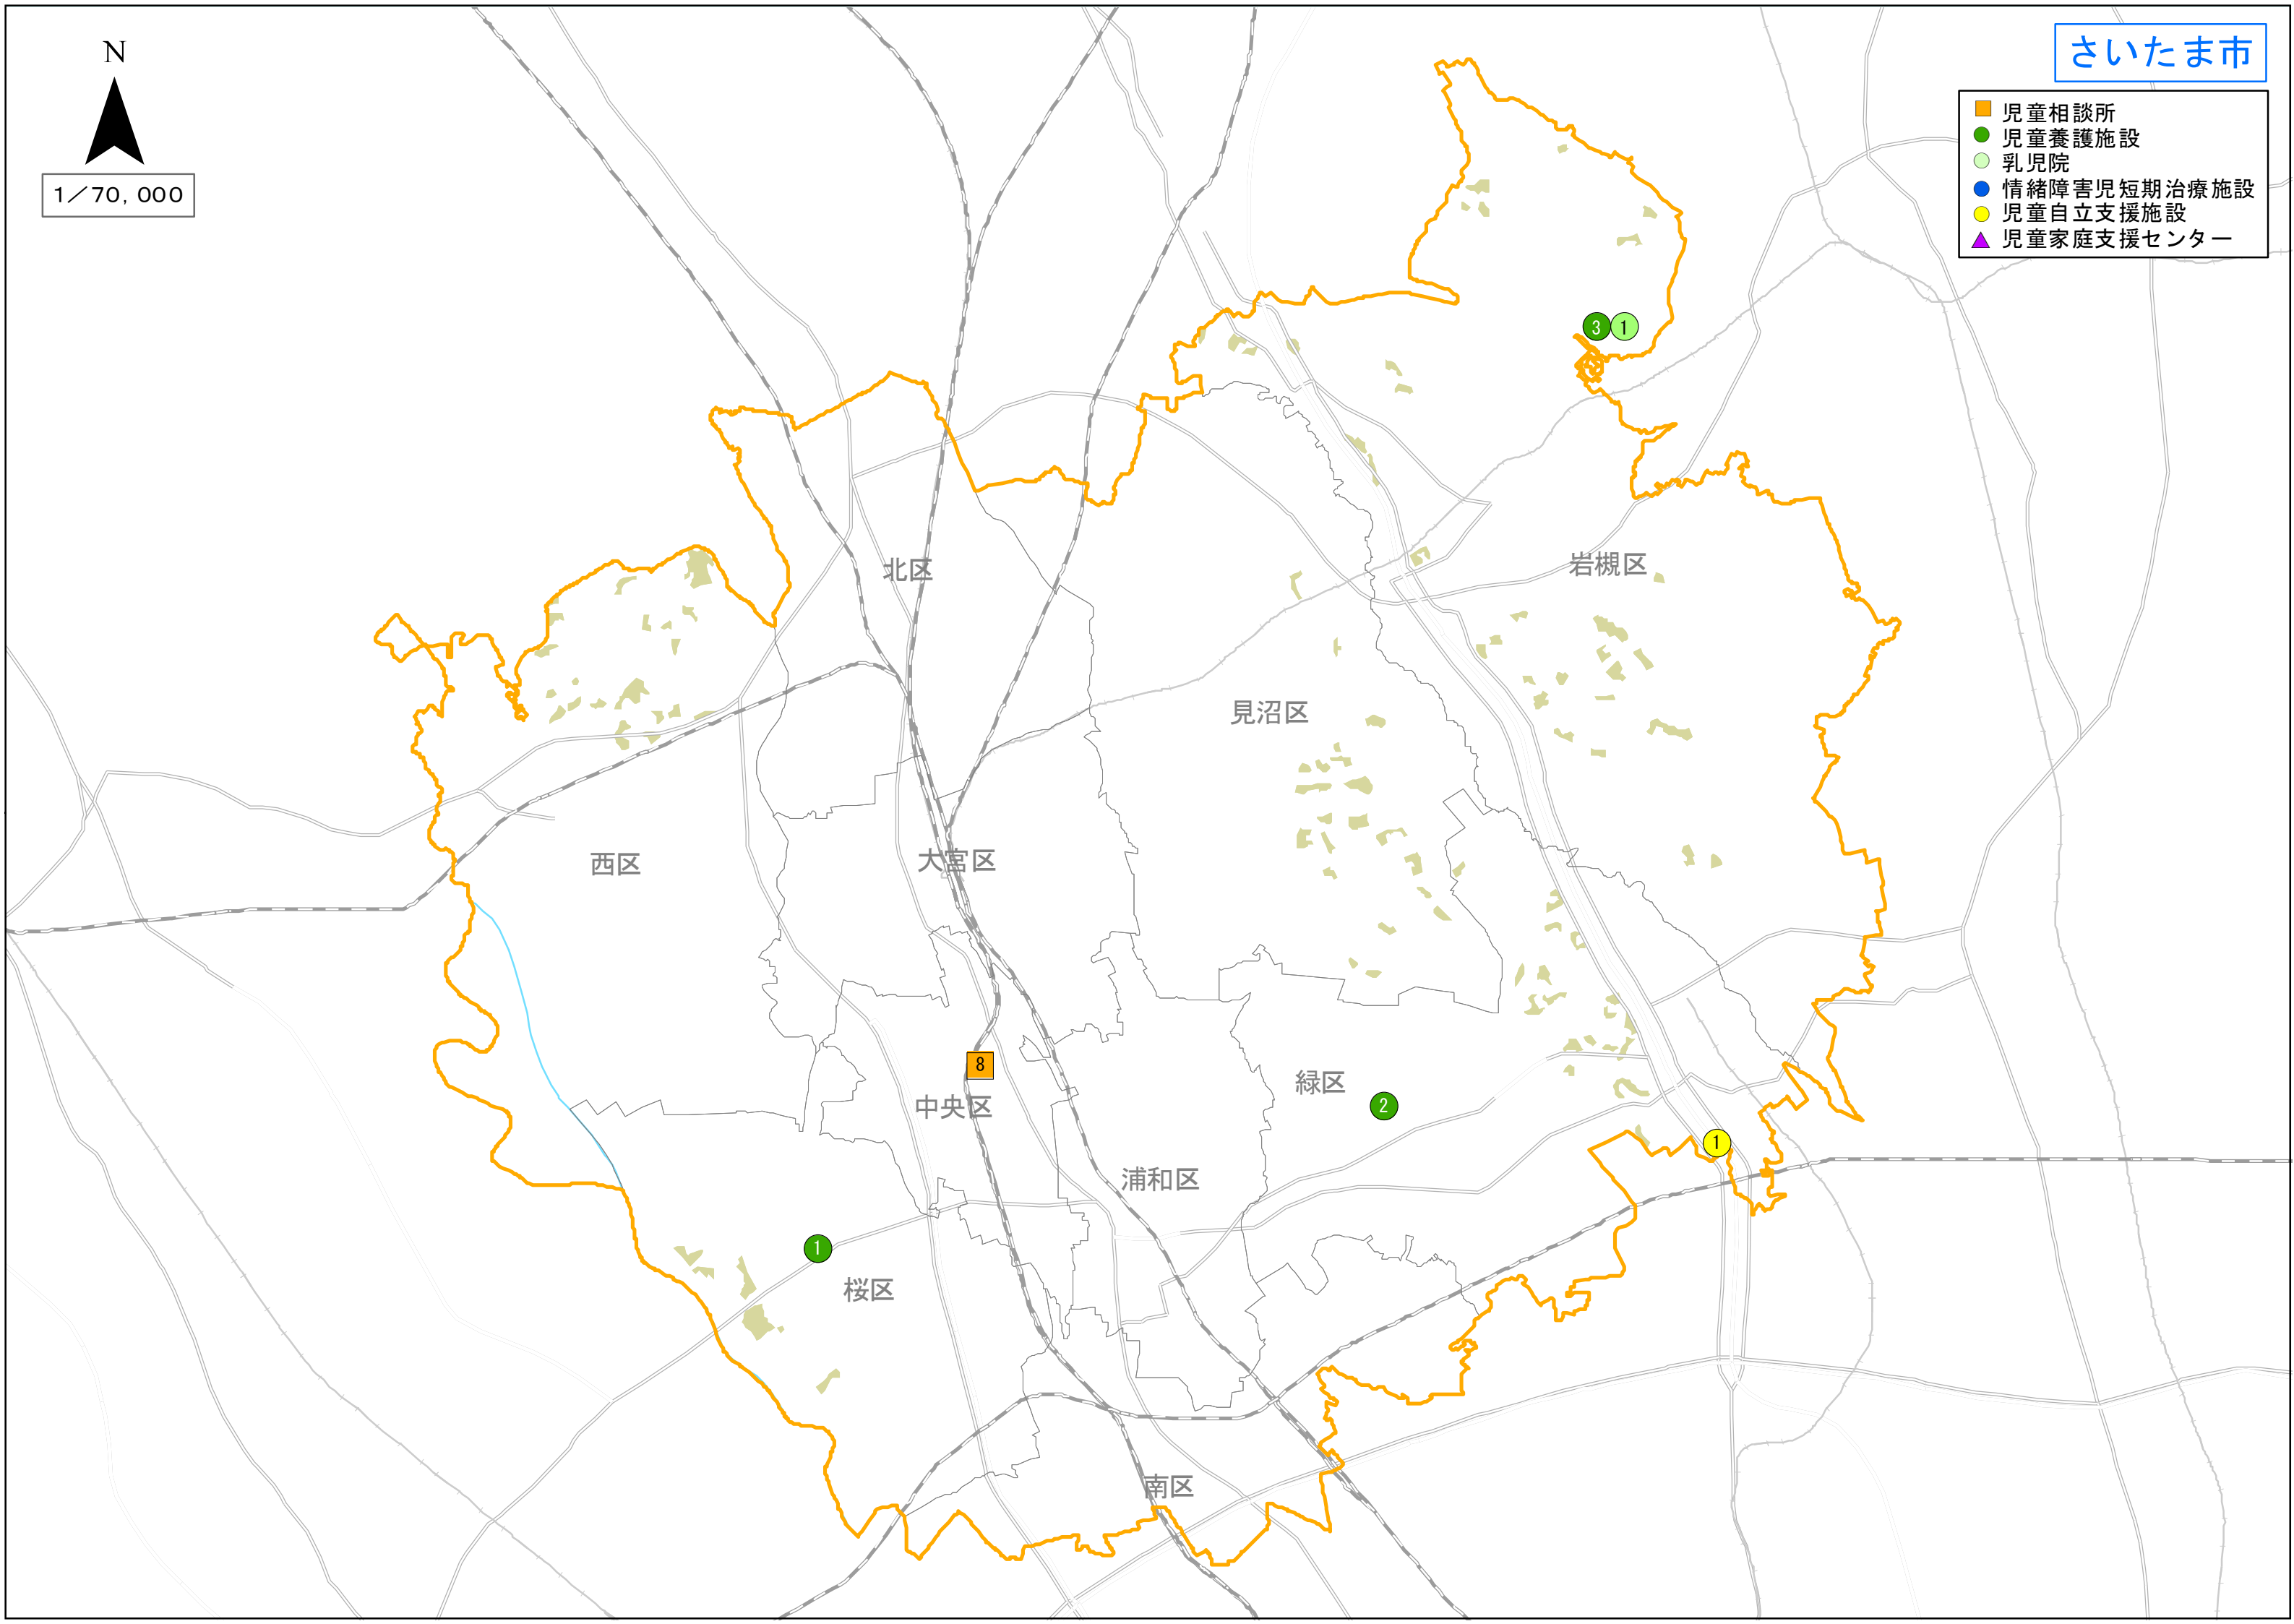 N
1/70,000
さいたま市
児童相談所
児童養護施設
乳児院
情緒障害児短期治療施設
児童自立支援施設
児童家庭支援センター
3
1
北区
岩槻区
見沼区
西区
大宮区
8
中央区
緑区
2
1
浦和区
1
桜区
南区